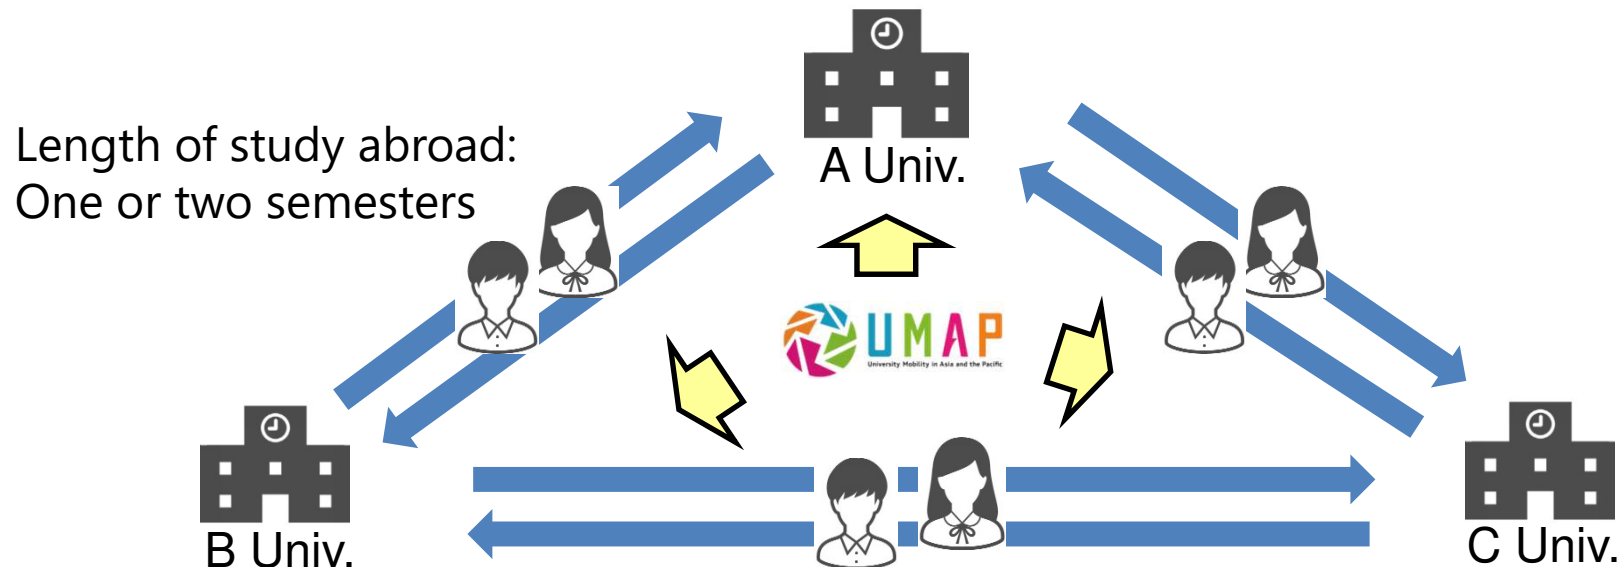 A Univ.
Length of study abroad:
One or two semesters
UMAP
University Mobility in Asia and the Pacific
B Univ.
C Univ.